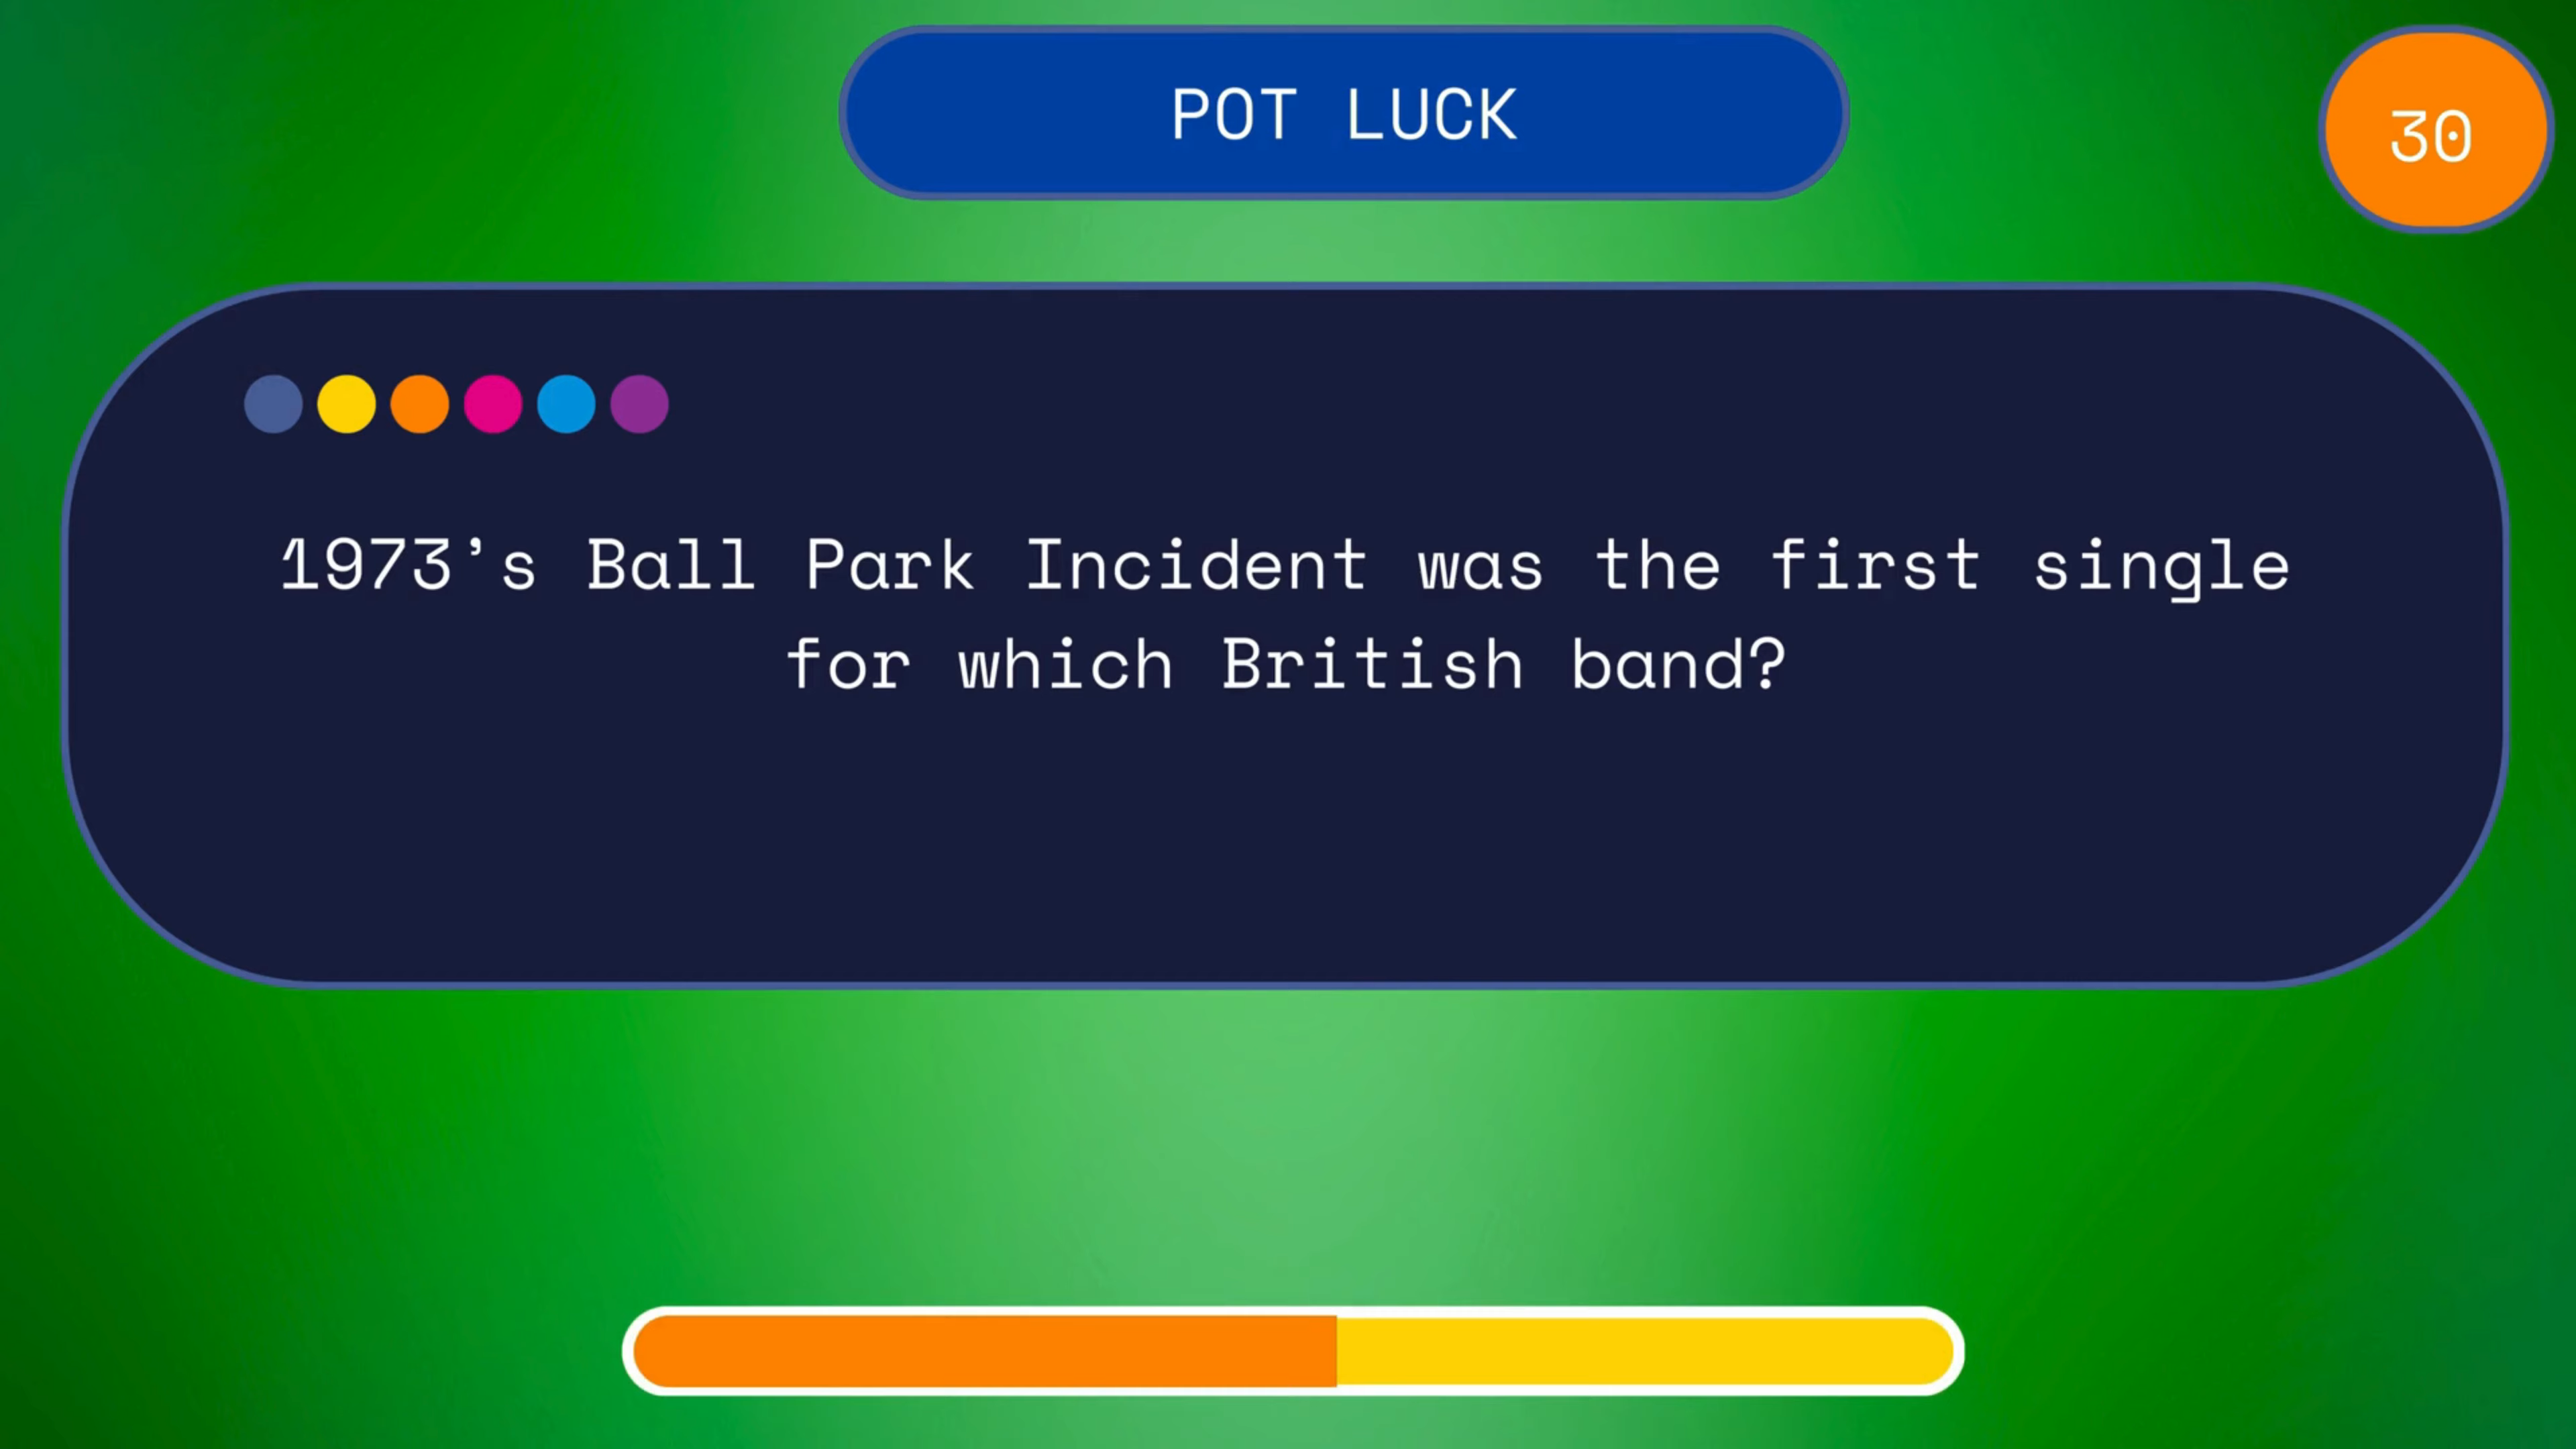 POT LUCK
30
1973's Ball Park Incident was the first single
for which British band?